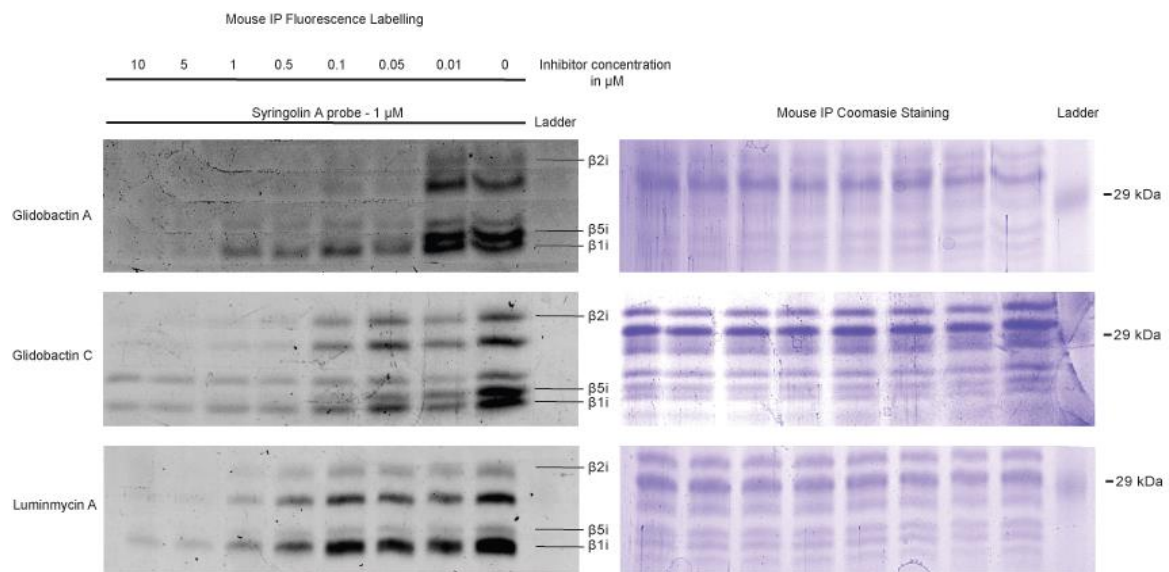 Mouse IP Fluorescence Labelling
10 5 1 0.5 0.1 0.05 0.01 0 Inhibitor concentration
in µM
Syringolin A probe - 1 µM Ladder
Mouse IP Coomasie Staining Ladder
Glidobactin A
β2i
β5i
β1i
29 kDa
Glidobactin C
β2i
β5i
β1i
29 kDa
Luminmycin A
β2i
β5i
β1i
29 kDa